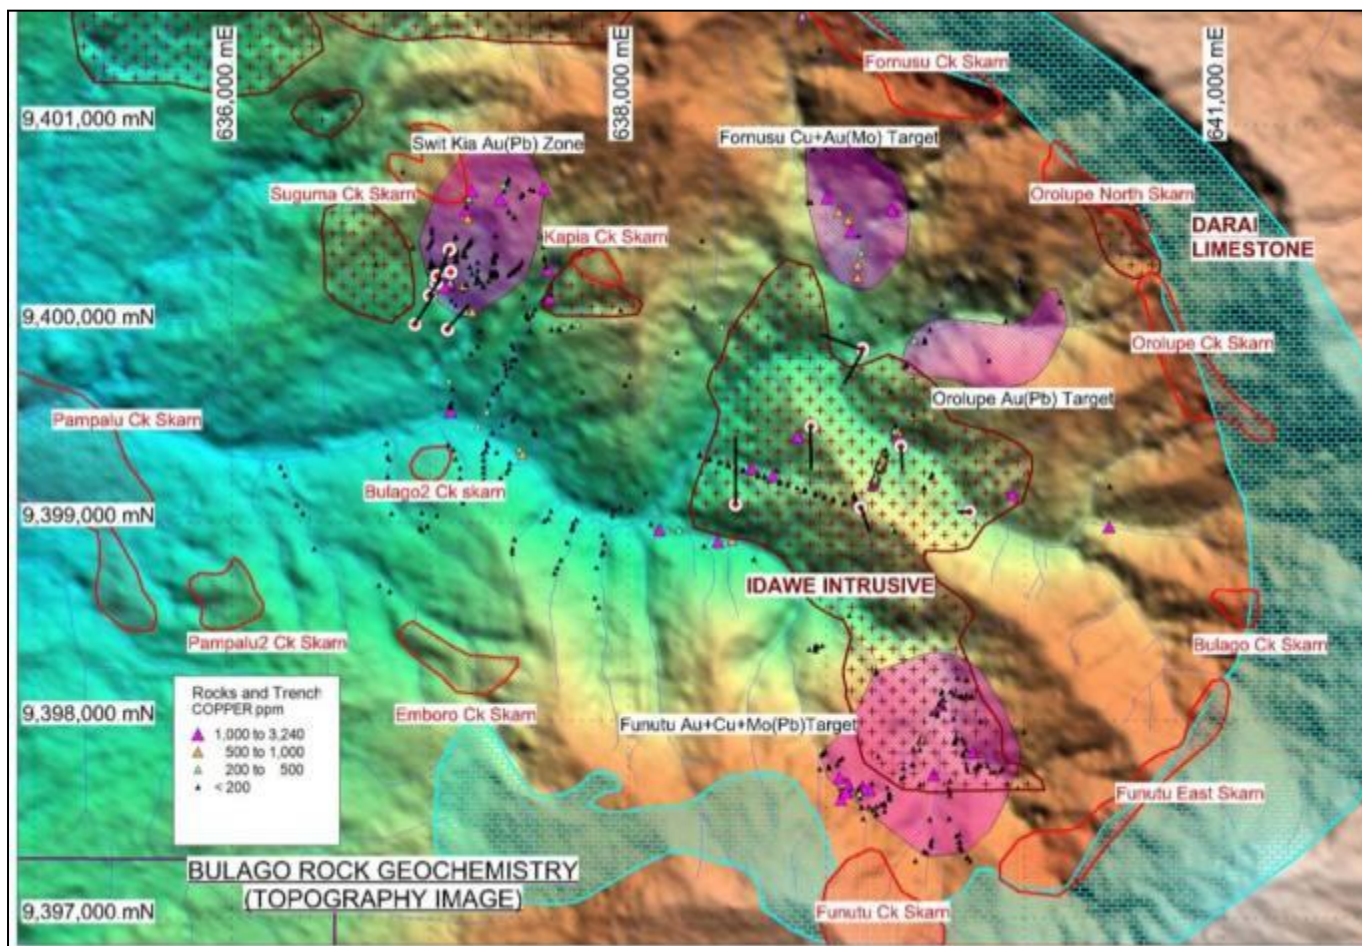 636,000 mE
638,000 mE
641,000 mE
Fornusu Ck Skarn
9,401,000 mN
Swit Kia Au(Pb) Zone
Fornusu Cu+Au(Mo) Target
Suguma Ck Skarn
Orolupe North Skarn
DARAI
LIMESTONE
Kapia Ck Skarn
9,400,000 mN
Orolupe Ck Skarn
Orolupe Au(Pb) Target
Pampalu Ck Skarn
Bulago2 Ck skarn
9,399,000 mN
IDAWE INTRUSIVE
Pampalu2 Ck Skarn
Bulago Ck Skarn
Rocks and Trench
COPPER ppm
1,000 to 3,240
500 to 1,000
200 to 500
< 200
9,398,000 mN
Emboro Ck Skarn
Funutu Au+Cu+Mo(Pb)Target
Funutu East Skarn
BULAGO ROCK GEOCHEMISTRY
(TOPOGRAPHY IMAGE)
9,397,000 mN
Funutu Ck Skarn